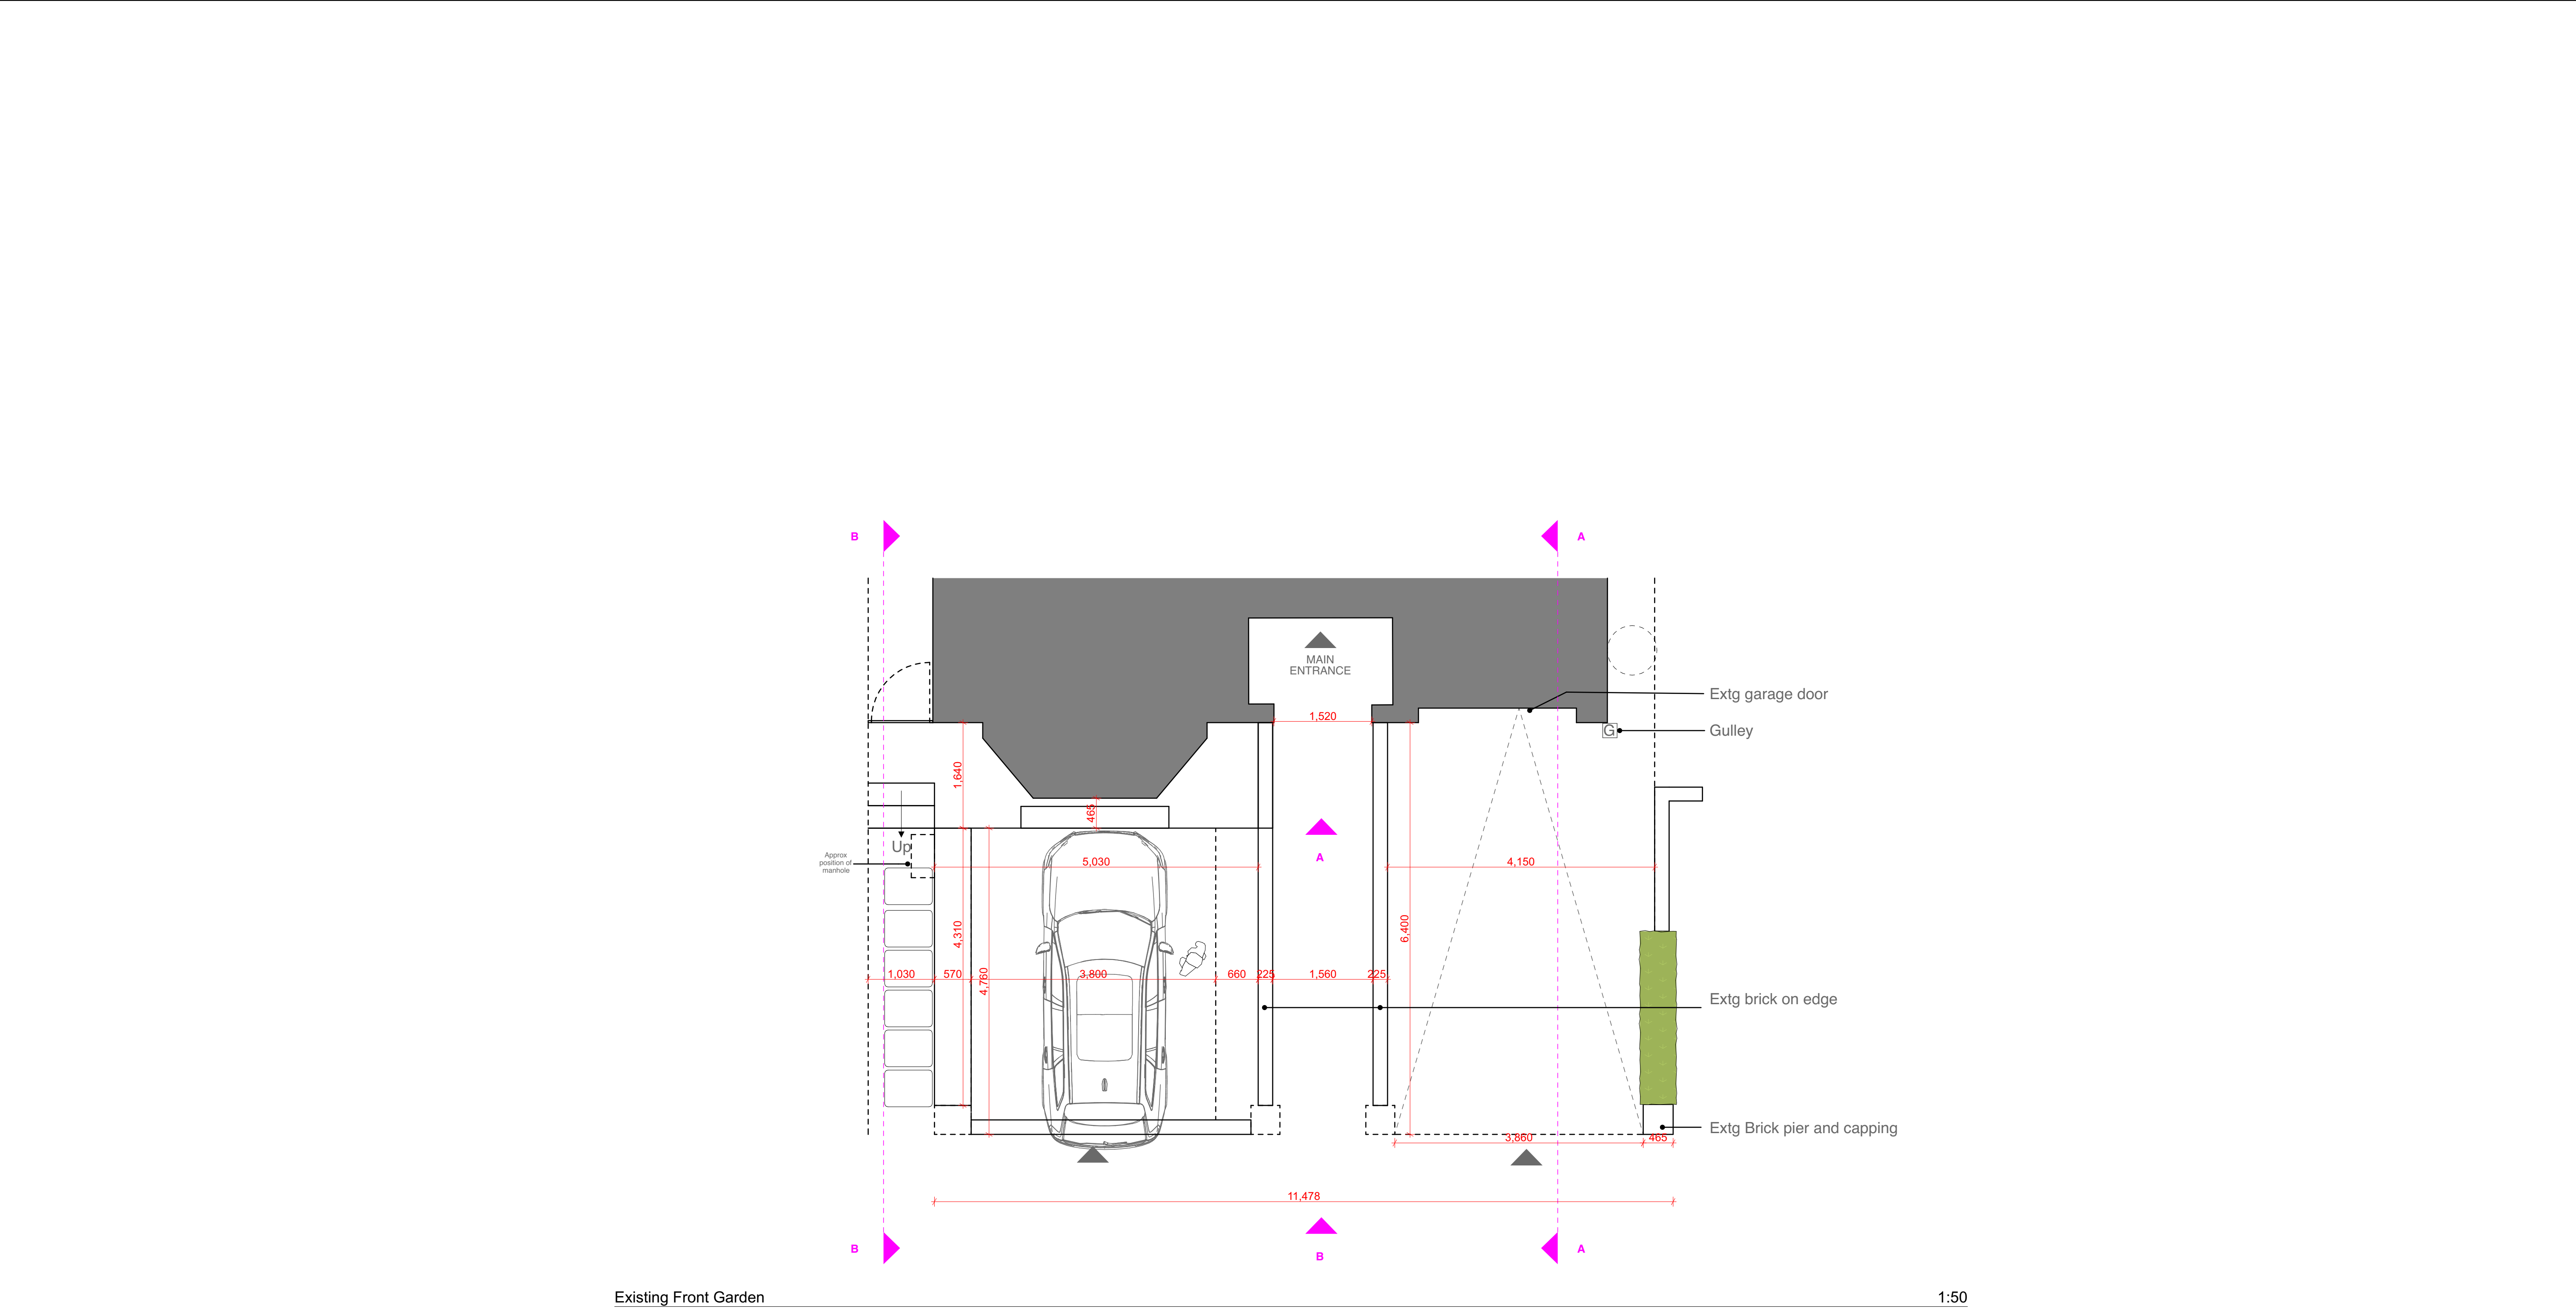 B
A
MAIN
ENTRANCE
Extg garage door
1,520
G
Gulley
1,640
465
Up
Approx
position of
manhole
A
5,030
4,150
4,310
6,400
1,030
570
4,760
3,800
660
225
1,560
225
Extg brick on edge
Extg Brick pier and capping
3,860
465
11,478
B
B
A
Existing Front Garden
1:50